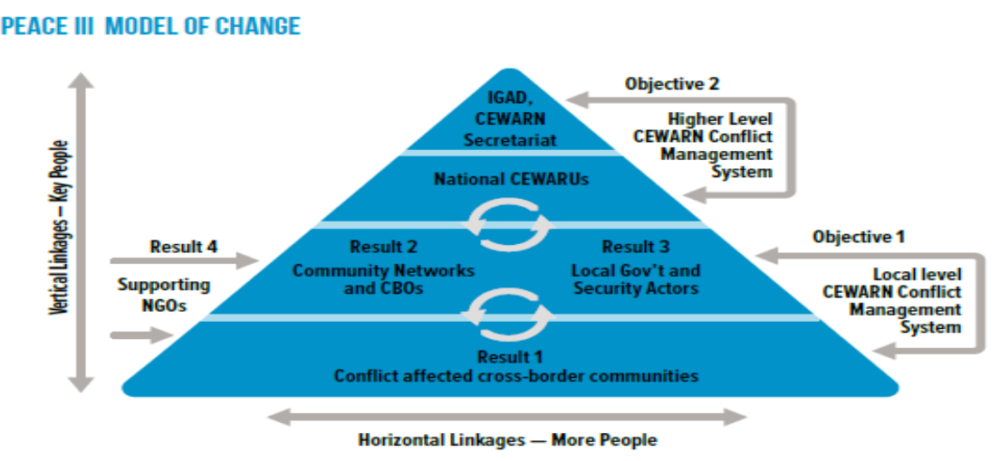 PEACE III MODEL OF CHANGE
Vertical Linkages — Key People
IGAD,
CEWARN
Secretariat
Objective 2
Higher Level
CEWARN Conflict
Management
System
National CEWARUs
Result 4
Supporting
NGOs
Result 2
Community Networks
and CBOs
Result 3
Local Gov't and
Security Actors
Objective 1
Local level
CEWARN Conflict
Management
System
Result 1
Conflict affected cross-border communities
Horizontal Linkages — More People